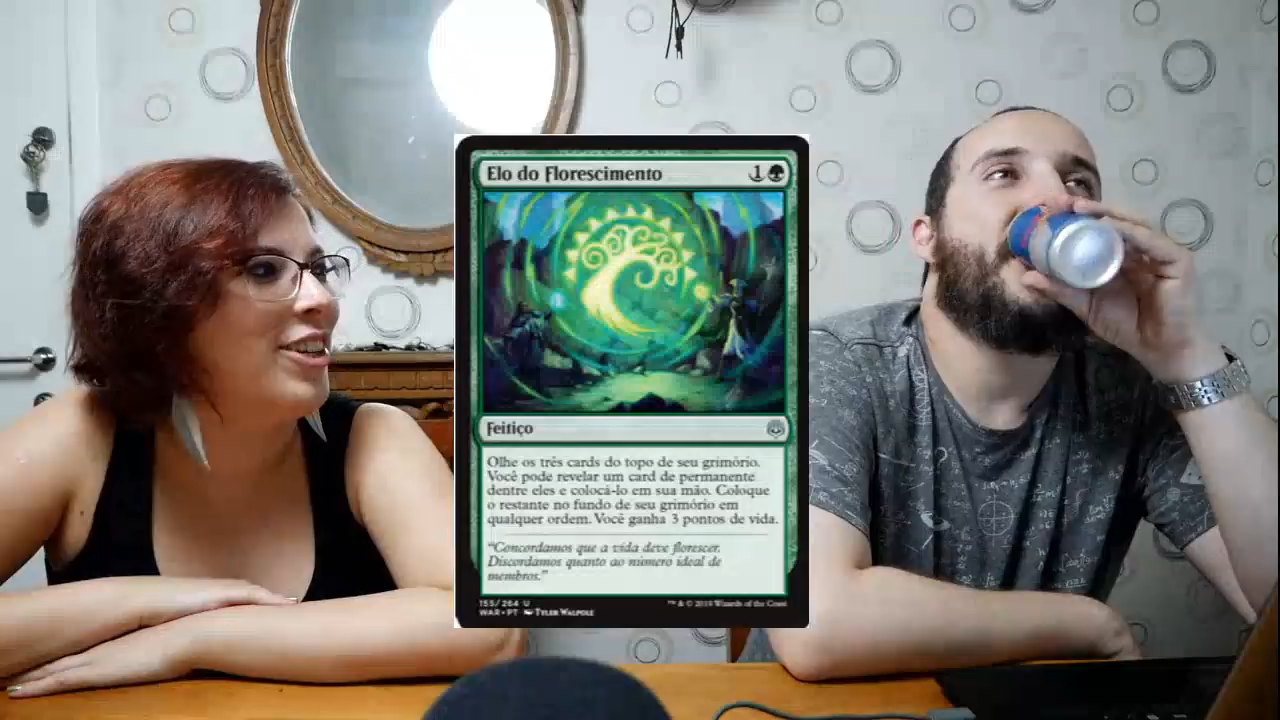 Elo do Florescimento 1
Feitiço
Olhe os três cards do topo de seu grimório.
Você pode revelar um card de permanente
dentre eles e colocá-lo em sua mão. Coloque
o restante no fundo de seu grimório em
qualquer ordem. Você ganha 3 pontos de vida.
"Concordamos que a vida deve florescer.
Discordamos quanto ao número ideal de
membros."
155/264 U
WAR • PT Tyler Walpole
™ & © 2019 Wizards of the Coast